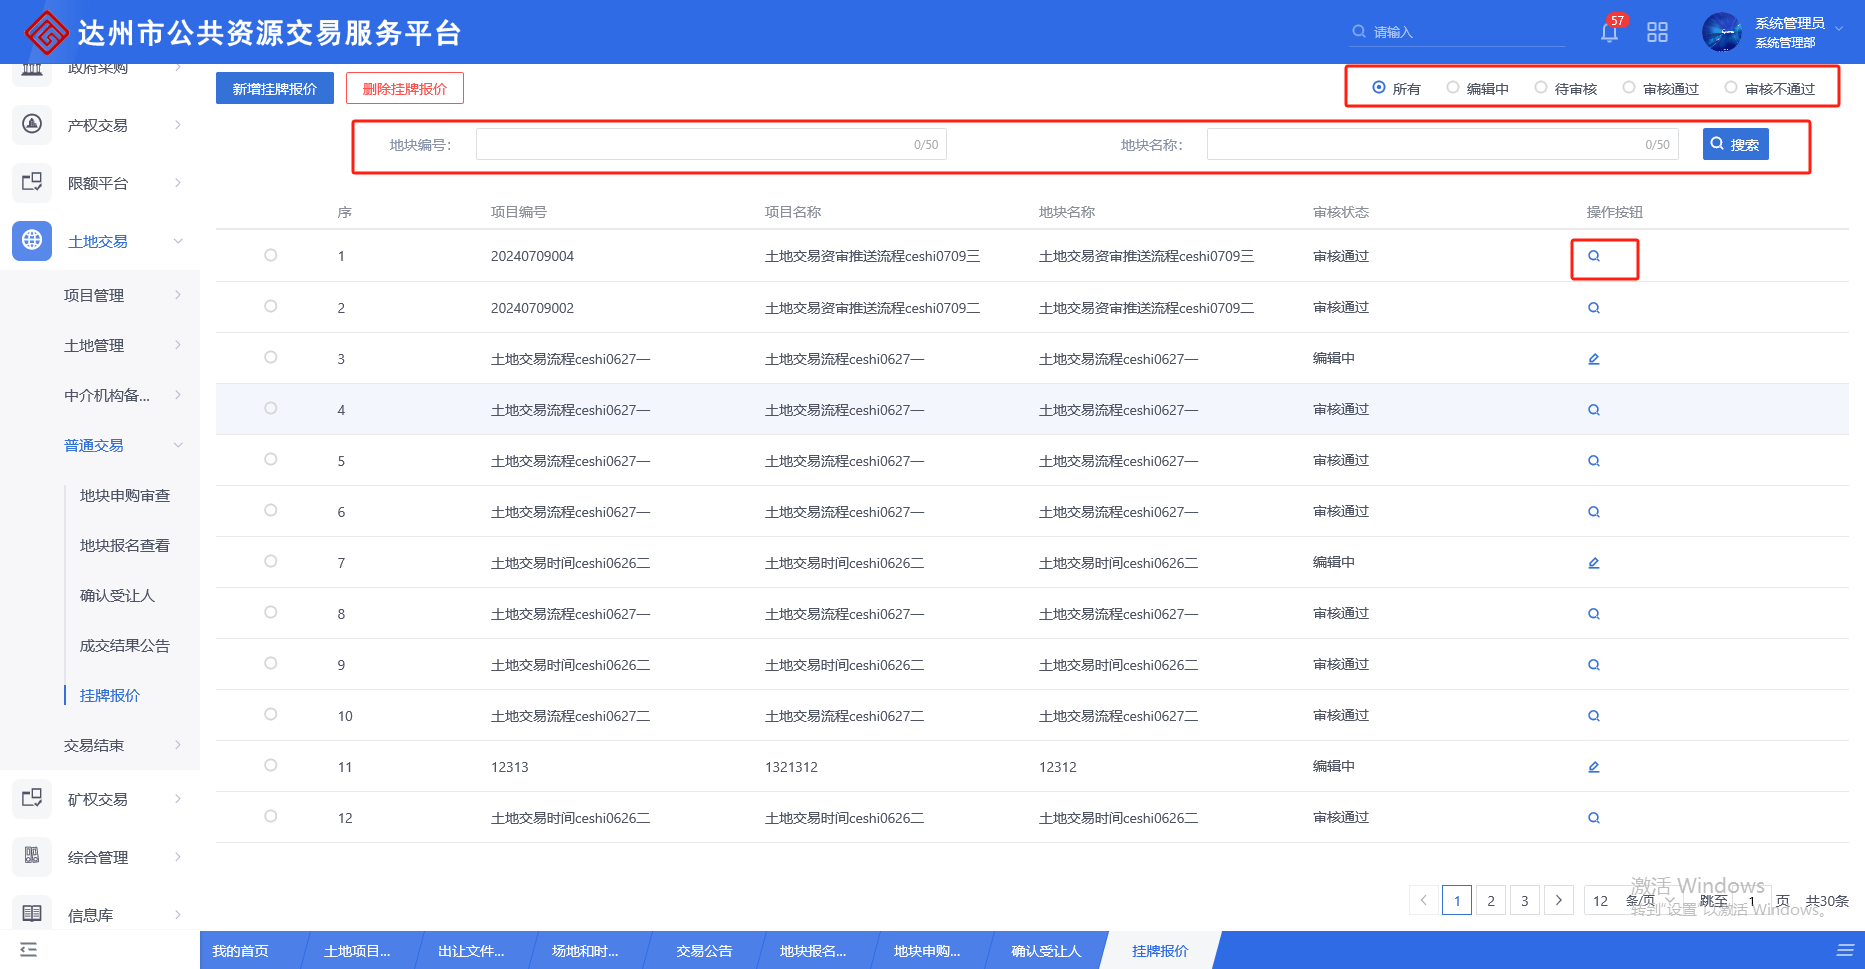 达州市公共资源交易服务平台
请输入
57
系统管理员
系统管理部
政府采购
产权交易
限额平台
土地交易
项目管理
土地管理
中介机构备...
普通交易
地块申购审查
地块报名查看
确认受让人
成交结果公告
挂牌报价
交易结束
矿权交易
综合管理
信息库
新增挂牌报价 删除挂牌报价
所有 编辑中 待审核 审核通过 审核不通过
地块编号: 0/50 地块名称: 0/50 搜索
序 项目编号 项目名称 地块名称 审核状态 操作按钮
1 20240709004 土地交易资审推送流程ceshi0709三 土地交易资审推送流程ceshi0709三 审核通过
2 20240709002 土地交易资审推送流程ceshi0709二 土地交易资审推送流程ceshi0709二 审核通过
3 土地交易流程ceshi0627一 土地交易流程ceshi0627一 土地交易流程ceshi0627一 编辑中
4 土地交易流程ceshi0627一 土地交易流程ceshi0627一 土地交易流程ceshi0627一 审核通过
5 土地交易流程ceshi0627一 土地交易流程ceshi0627一 土地交易流程ceshi0627一 审核通过
6 土地交易流程ceshi0627一 土地交易流程ceshi0627一 土地交易流程ceshi0627一 审核通过
7 土地交易时间ceshi0626二 土地交易时间ceshi0626二 土地交易时间ceshi0626二 编辑中
8 土地交易流程ceshi0627一 土地交易流程ceshi0627一 土地交易流程ceshi0627一 审核通过
9 土地交易时间ceshi0626二 土地交易时间ceshi0626二 土地交易时间ceshi0626二 审核通过
10 土地交易流程ceshi0627二 土地交易流程ceshi0627二 土地交易流程ceshi0627二 审核通过
11 12313 1321312 12312 编辑中
12 土地交易时间ceshi0626二 土地交易时间ceshi0626二 土地交易时间ceshi0626二 审核通过
1 2 3 12 条/页 跳至 1 页 共30条
激活 Windows
转到"设置"以激活 Windows。
我的首页 土地项目... 出让文件... 场地和时... 交易公告 地块报名... 地块申购... 确认受让人 挂牌报价